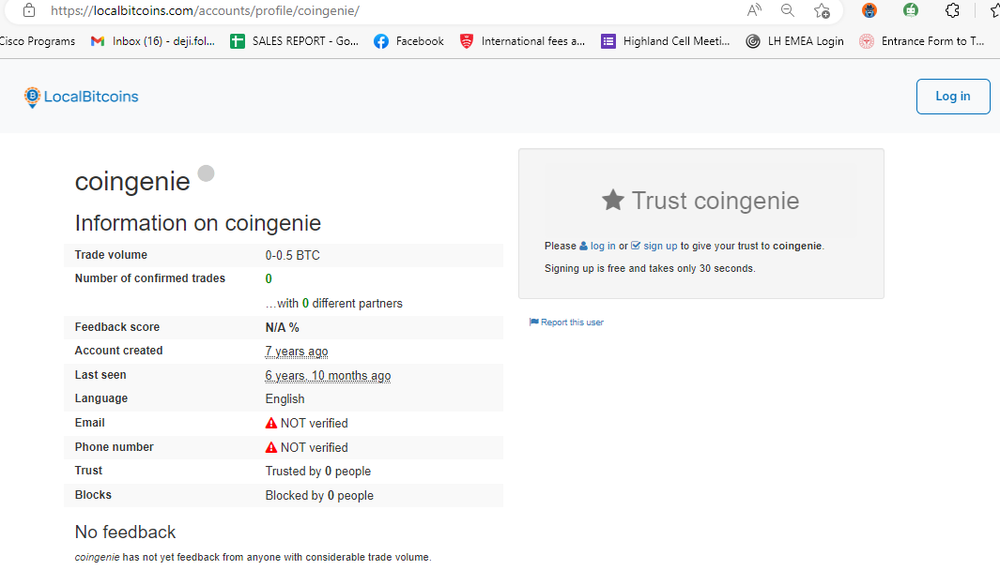 https://localbitcoins.com/accounts/profile/coingenie/
Cisco Programs Inbox (16) - deji.fol... SALES REPORT - Go... Facebook International fees a... Highland Cell Meeti... LH EMEA Login Entrance Form to T...
LocalBitcoins
Log in
coingenie
Information on coingenie
Trade volume 0-0.5 BTC
Number of confirmed trades 0
...with 0 different partners
Feedback score N/A %
Account created 7 years ago
Last seen 6 years, 10 months ago
Language English
Email NOT verified
Phone number NOT verified
Trust Trusted by 0 people
Blocks Blocked by 0 people
No feedback
coingenie has not yet feedback from anyone with considerable trade volume.
Trust coingenie
Please log in or sign up to give your trust to coingenie.
Signing up is free and takes only 30 seconds.
Report this user